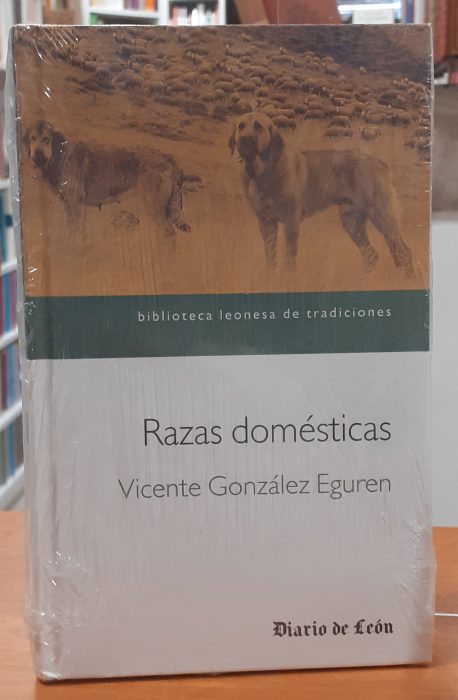 biblioteca leonesa de tradiciones
Razas domésticas
Vicente González Eguren
Diario de León